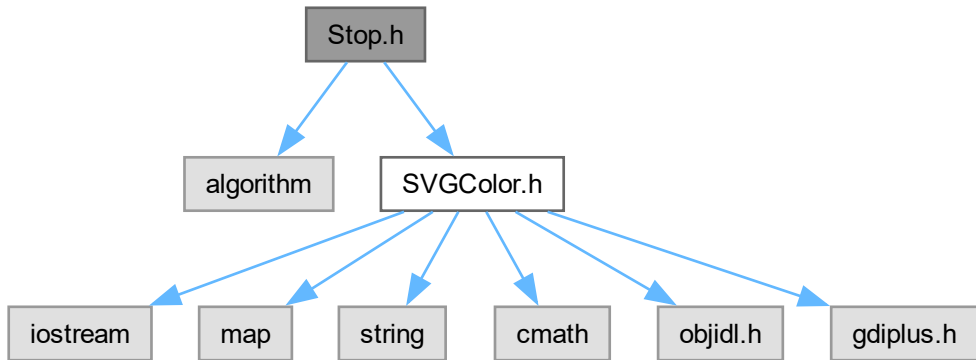 Stop.h
algorithm
SVGColor.h
iostream
map
string
cmath
objidl.h
gdiplus.h